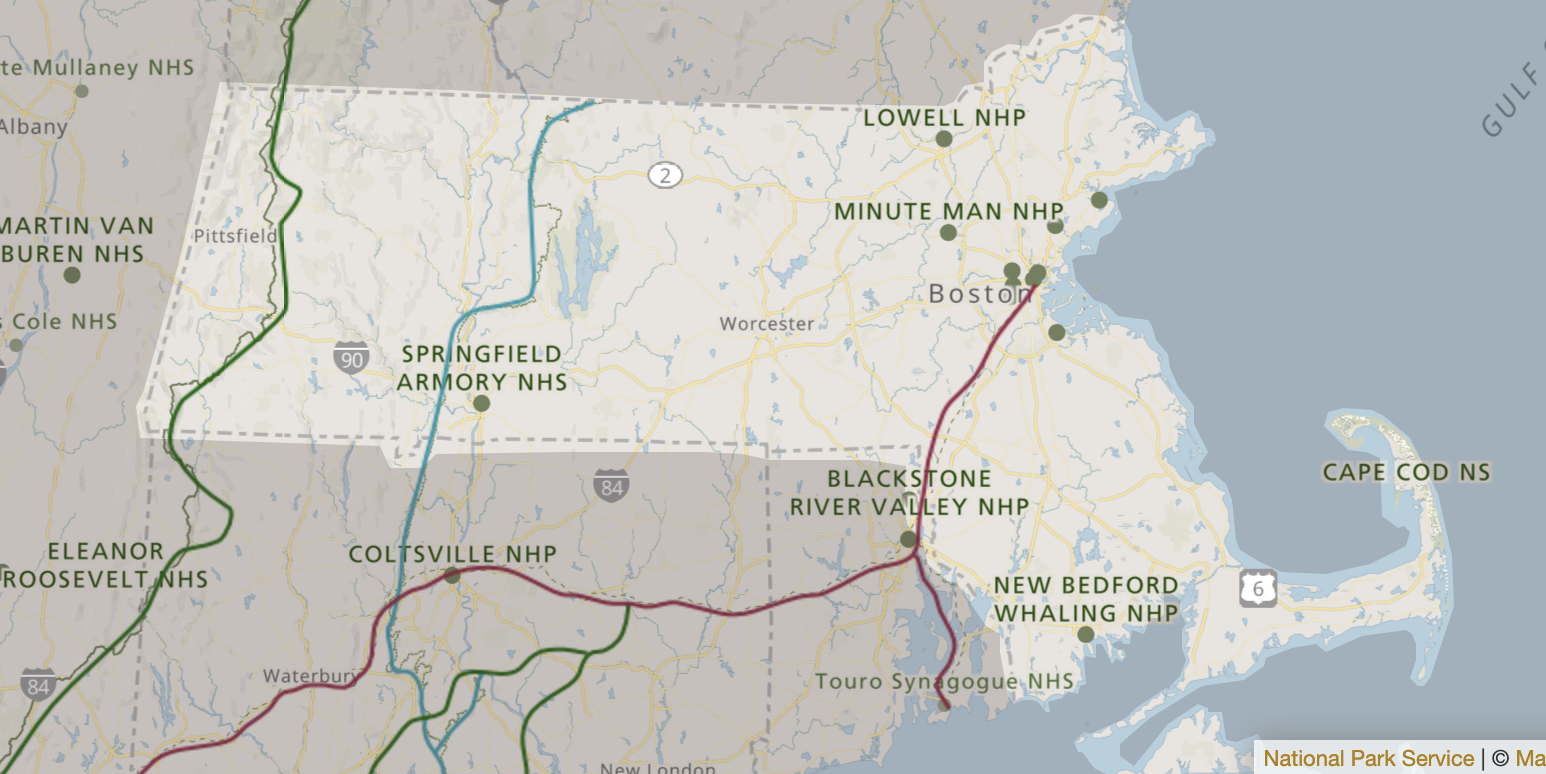 te Mullaney NHS
Albany
GULF
LOWELL NHP
2
MINUTE MAN NHP
MARTIN VAN
BUREN NHS
Pittsfield
Boston
s Cole NHS
Worcester
90
SPRINGFIELD
ARMORY NHS
CAPE COD NS
84
BLACKSTONE
RIVER VALLEY NHP
ELEANOR
ROOSEVELT NHS
COLTSVILLE NHP
NEW BEDFORD
WHALING NHP
6
84
Waterbury
Touro Synagogue NHS
New London
National Park Service | © Ma